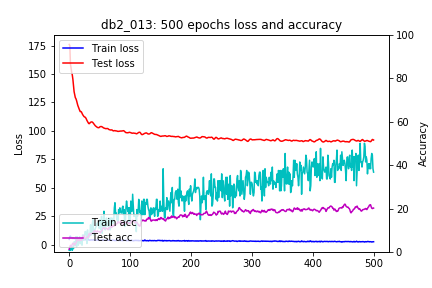 db2_013: 500 epochs loss and accuracy
Train loss
Test loss
Train acc
Test acc
Loss
175
150
125
100
75
50
25
0
Accuracy
100
80
60
40
20
0
0
100
200
300
400
500